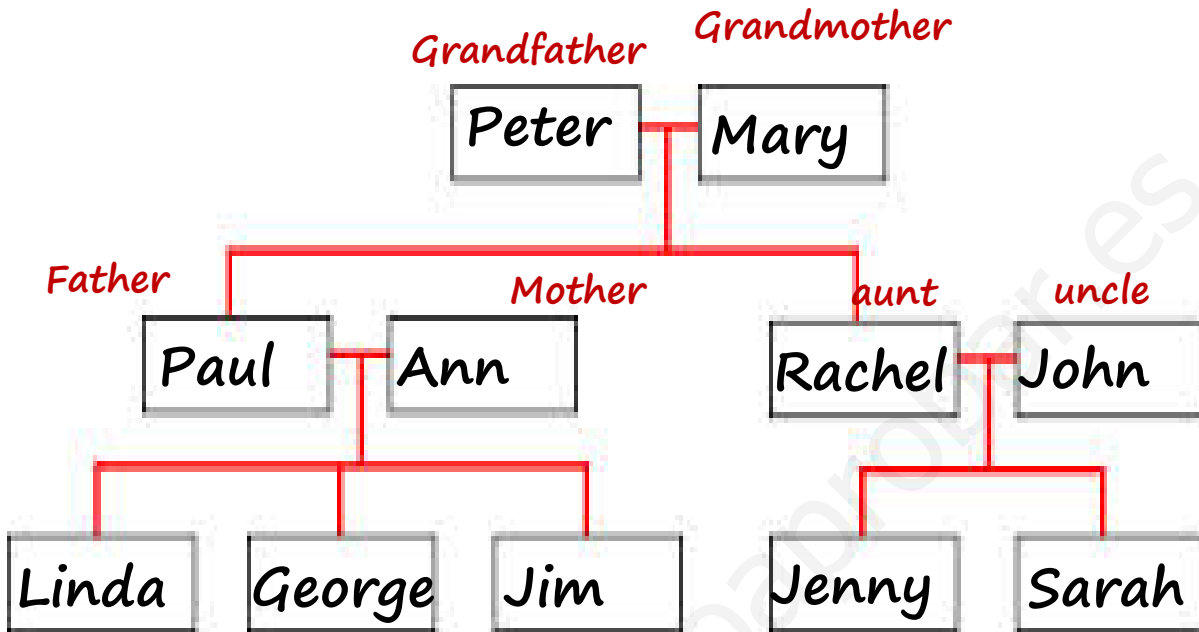 Grandfather Grandmother
Peter Mary
Father Mother aunt uncle
Paul Ann Rachel John
Linda George Jim Jenny Sarah